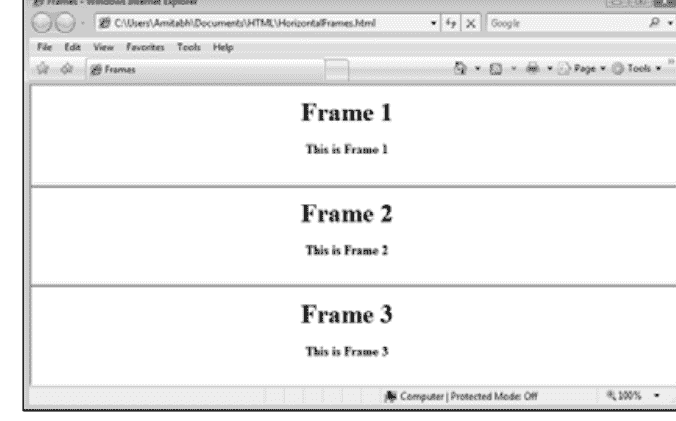 Frames - Windows Internet Explorer
C:\Users\Amitabh\Documents\HTML\HorizontalFrames.html
Google
File Edit View Favorites Tools Help
Frames
Page Tools
Frame 1
This is Frame 1
Frame 2
This is Frame 2
Frame 3
This is Frame 3
Computer | Protected Mode: Off
100%